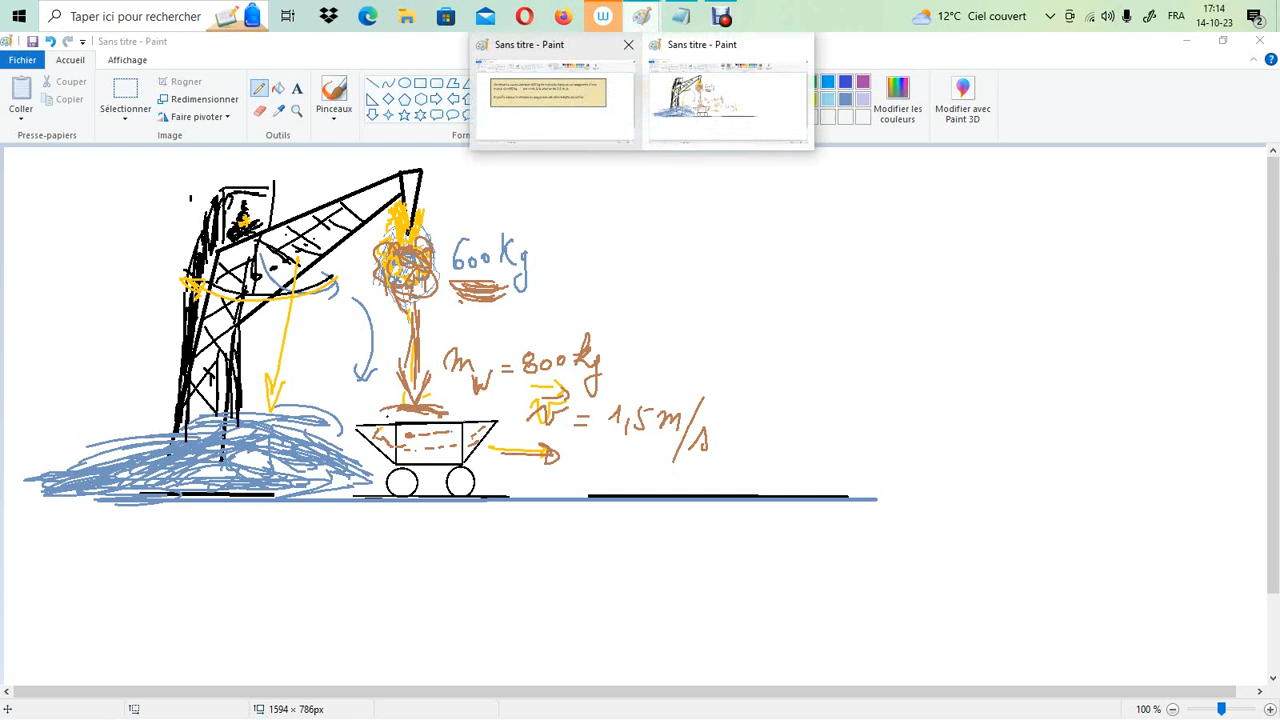 Taper ici pour rechercher
12°C Ciel couvert
FRA
17:14
14-10-23
2
Sans titre - Paint
Sans titre - Paint
Sans titre - Paint
Fichier
Accueil
Affichage
Coller
Couper
Copier
Presse-papiers
Sélectionner
Rogner
Redimensionner
Faire pivoter
Image
Outils
Pinceaux
Modifier les
couleurs
Modifier avec
Paint 3D
600 Kg
mw = 800 kg
v = 1,5 m/s
1594 × 786px
100 %